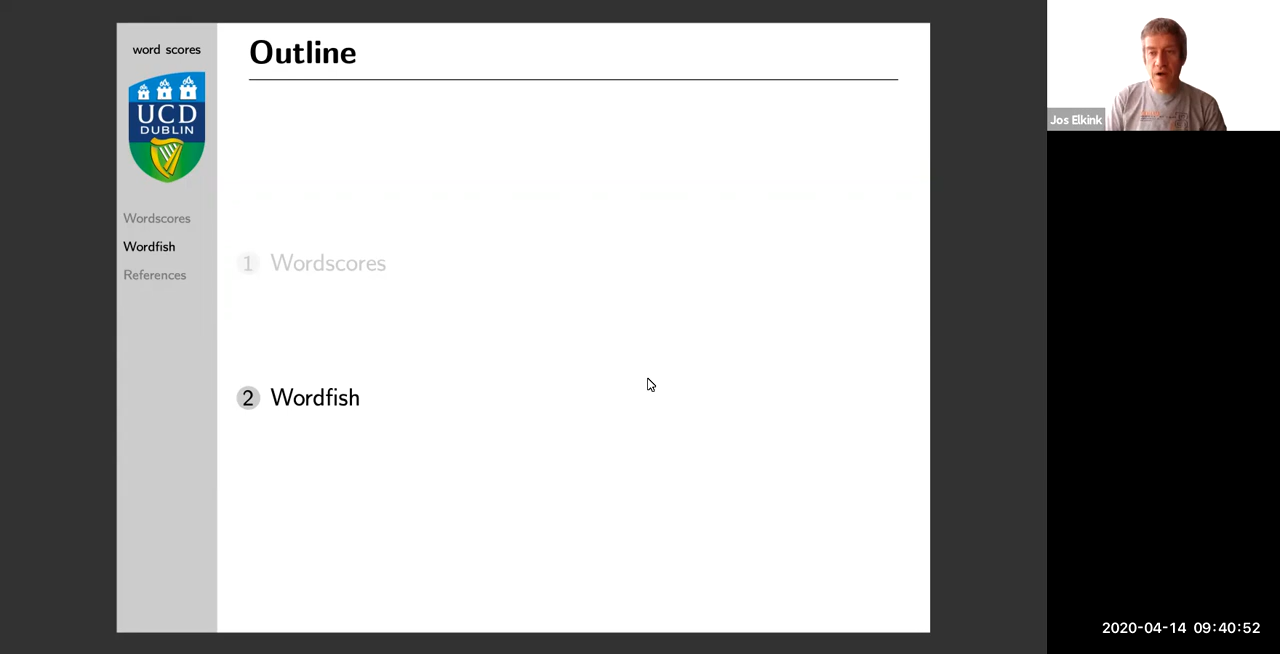 word scores
UCD
DUBLIN
Wordscores
Wordfish
References
Outline
1 Wordscores
2 Wordfish
Jos Elkink
2020-04-14 09:40:52